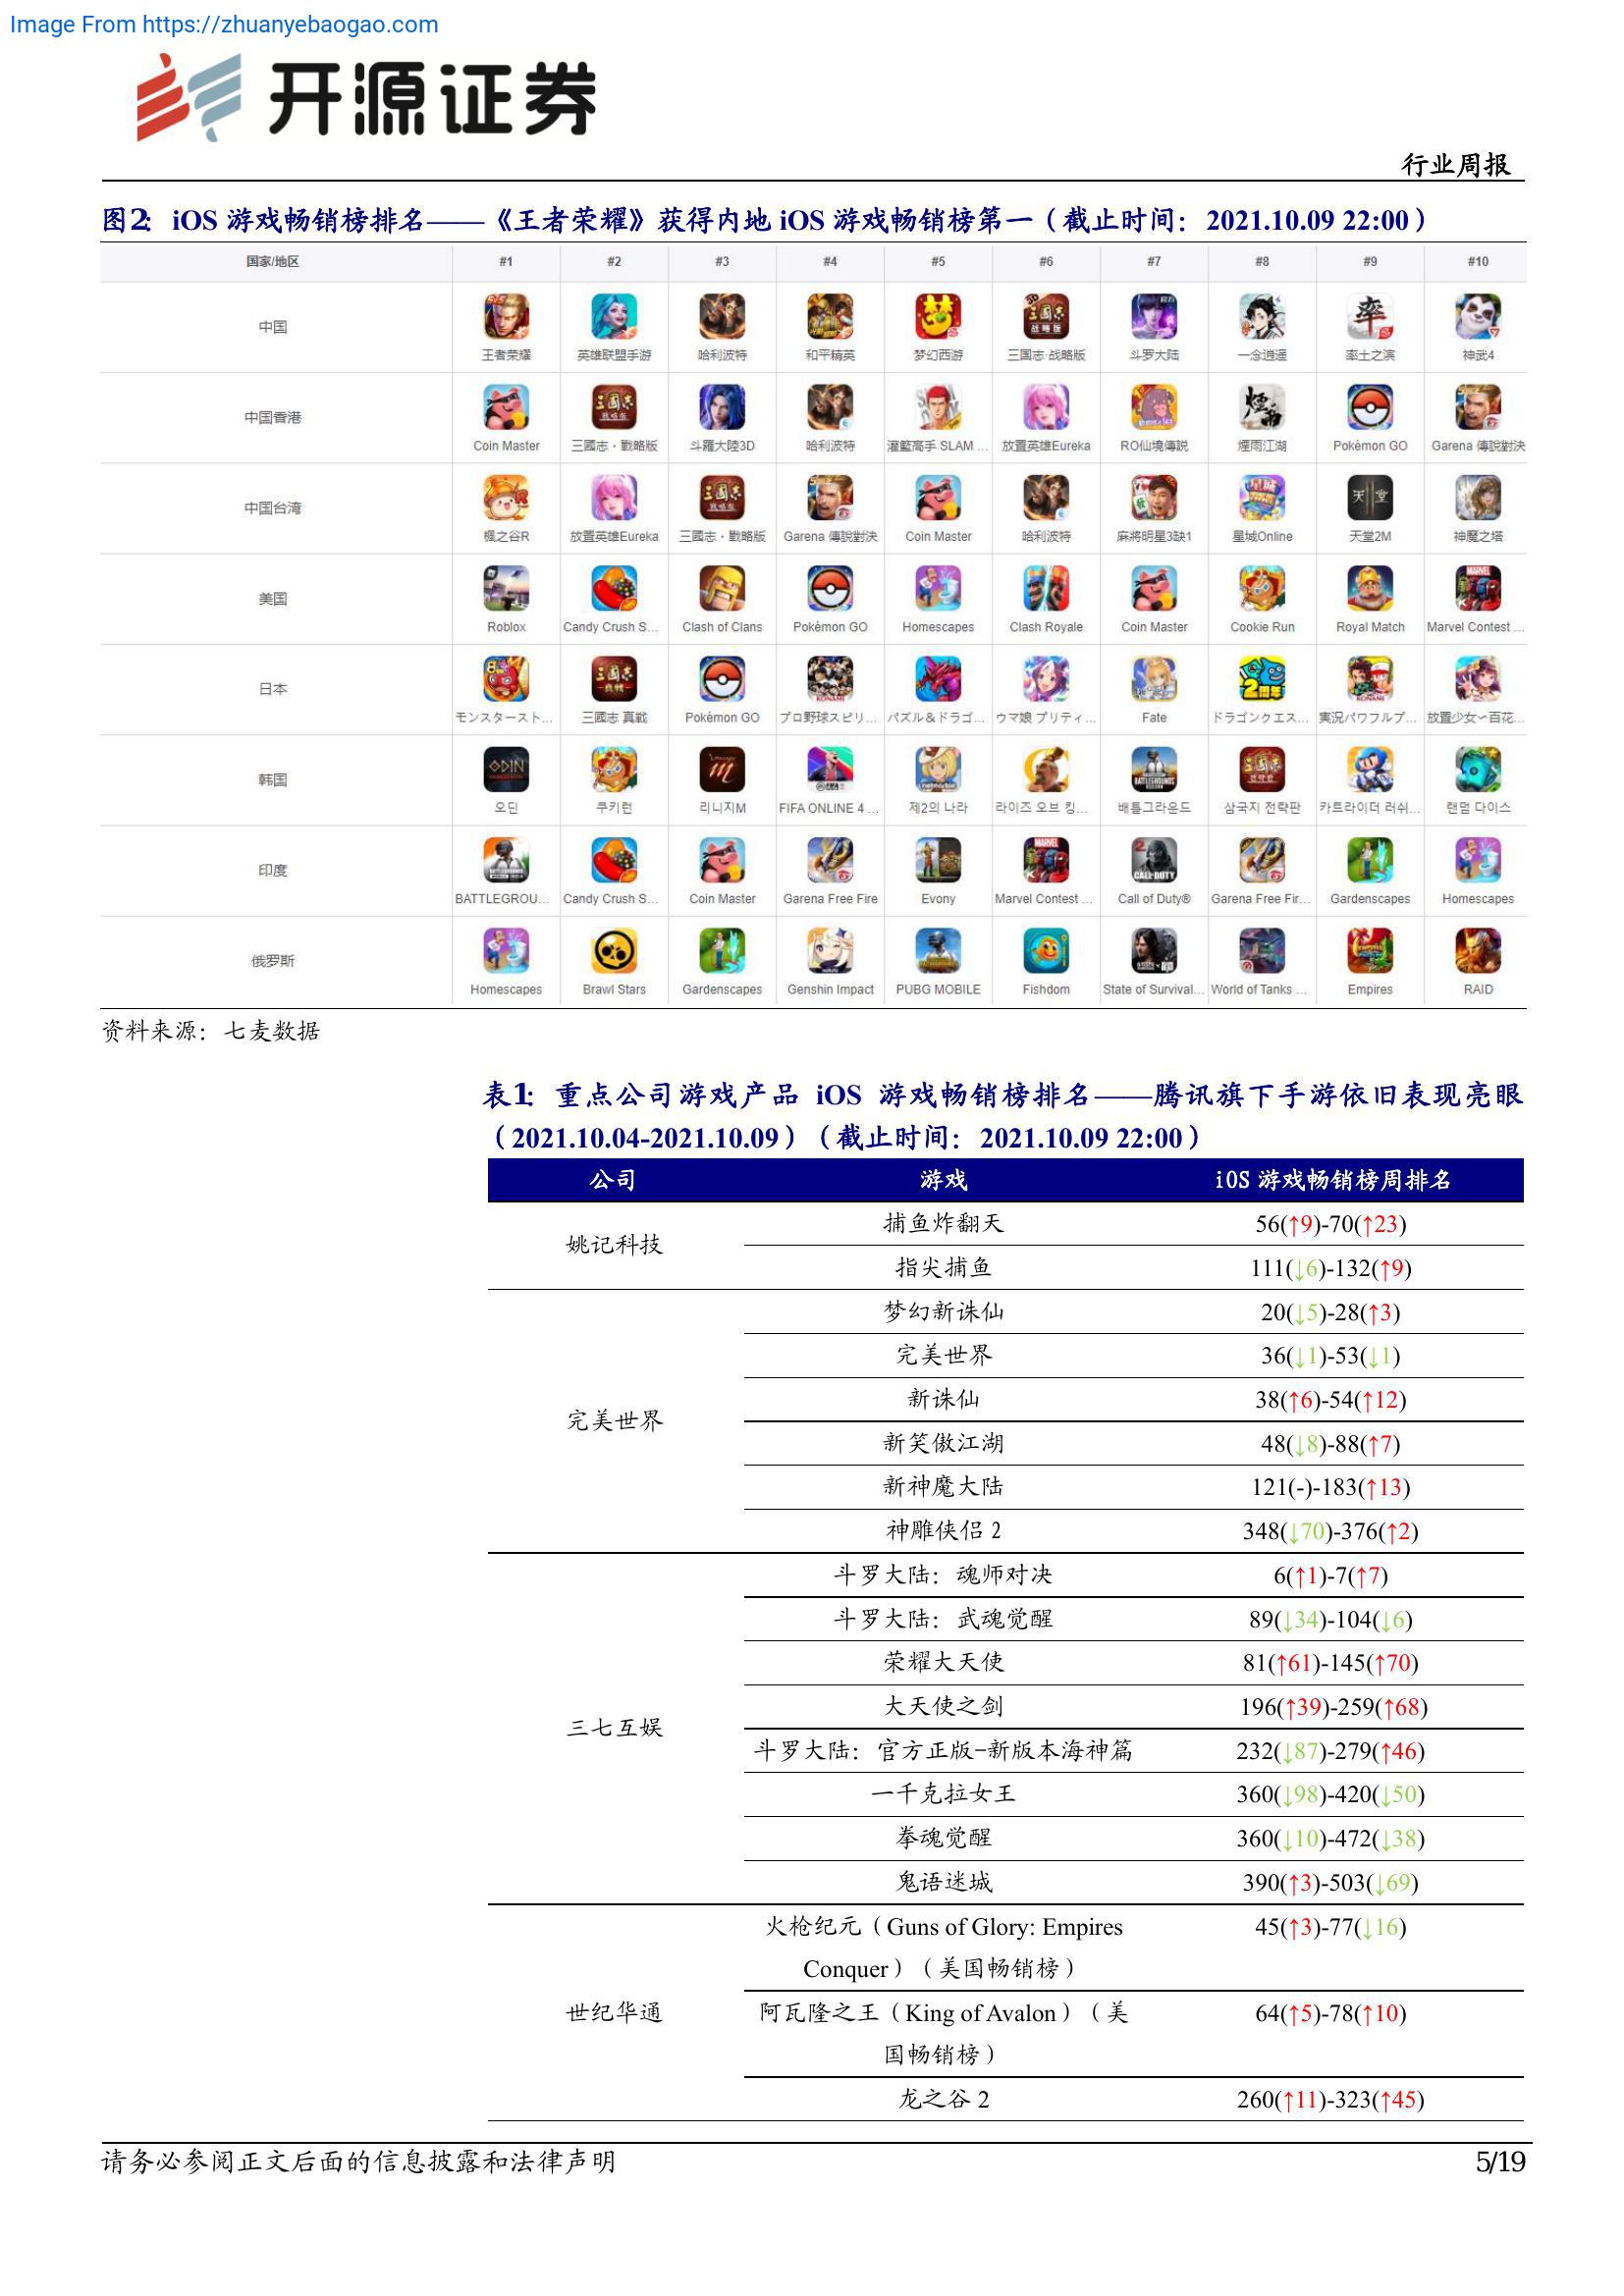 Image From https://zhuanyebaogao.com
开源证券
行业周报
图2: iOS 游戏畅销榜排名——《王者荣耀》获得内地 iOS 游戏畅销榜第一（截止时间：2021.10.09 22:00）
国家/地区 #1 #2 #3 #4 #5 #6 #7 #8 #9 #10
中国 王者荣耀 英雄联盟手游 哈利波特 和平精英 梦幻西游 三国志·战略版 斗罗大陆 一念逍遥 率土之滨 神武4
中国香港 Coin Master 三國志・戰略版 斗羅大陸3D 哈利波特 灌籃高手 SLAM ... 放置英雄Eureka RO仙境傳說 煙雨江湖 Pokémon GO Garena 傳說對決
中国台湾 楓之谷R 放置英雄Eureka 三國志・戰略版 Garena 傳說對決 Coin Master 哈利波特 麻將明星3缺1 星城Online 天堂2M 神魔之塔
美国 Roblox Candy Crush S... Clash of Clans Pokémon GO Homescapes Clash Royale Coin Master Cookie Run Royal Match Marvel Contest ...
日本 モンスタースト... 三國志 真戦 Pokémon GO プロ野球スピリ... パズル＆ドラゴ... ウマ娘 プリティ... Fate ドラゴンクエス... 実況パワフルプ... 放置少女〜百花...
韩国 오딘 쿠키런 리니지M FIFA ONLINE 4 ... 제2의 나라 라이즈 오브 킹... 배틀그라운드 삼국지 전략판 카트라이더 러쉬... 랜덤 다이스
印度 BATTLEGROU... Candy Crush S... Coin Master Garena Free Fire Evony Marvel Contest ... Call of Duty® Garena Free Fir... Gardenscapes Homescapes
俄罗斯 Homescapes Brawl Stars Gardenscapes Genshin Impact PUBG MOBILE Fishdom State of Survival... World of Tanks ... Empires RAID
资料来源：七麦数据
表1: 重点公司游戏产品 iOS 游戏畅销榜排名——腾讯旗下手游依旧表现亮眼
（2021.10.04-2021.10.09）（截止时间：2021.10.09 22:00）
公司 游戏 iOS 游戏畅销榜周排名
姚记科技 捕鱼炸翻天 56(↑9)-70(↑23)
指尖捕鱼 111(↓6)-132(↑9)
完美世界 梦幻新诛仙 20(↓5)-28(↑3)
完美世界 36(↓1)-53(↓1)
新诛仙 38(↑6)-54(↑12)
新笑傲江湖 48(↓8)-88(↑7)
新神魔大陆 121(-)-183(↑13)
神雕侠侣 2 348(↓70)-376(↑2)
三七互娱 斗罗大陆：魂师对决 6(↑1)-7(↑7)
斗罗大陆：武魂觉醒 89(↓34)-104(↓6)
荣耀大天使 81(↑61)-145(↑70)
大天使之剑 196(↑39)-259(↑68)
斗罗大陆：官方正版-新版本海神篇 232(↓87)-279(↑46)
一千克拉女王 360(↓98)-420(↓50)
拳魂觉醒 360(↓10)-472(↓38)
鬼语迷城 390(↑3)-503(↓69)
世纪华通 火枪纪元（Guns of Glory: Empires 45(↑3)-77(↓16)
Conquer）（美国畅销榜）
阿瓦隆之王（King of Avalon）（美 64(↑5)-78(↑10)
国畅销榜）
龙之谷 2 260(↑11)-323(↑45)
请务必参阅正文后面的信息披露和法律声明 5/19